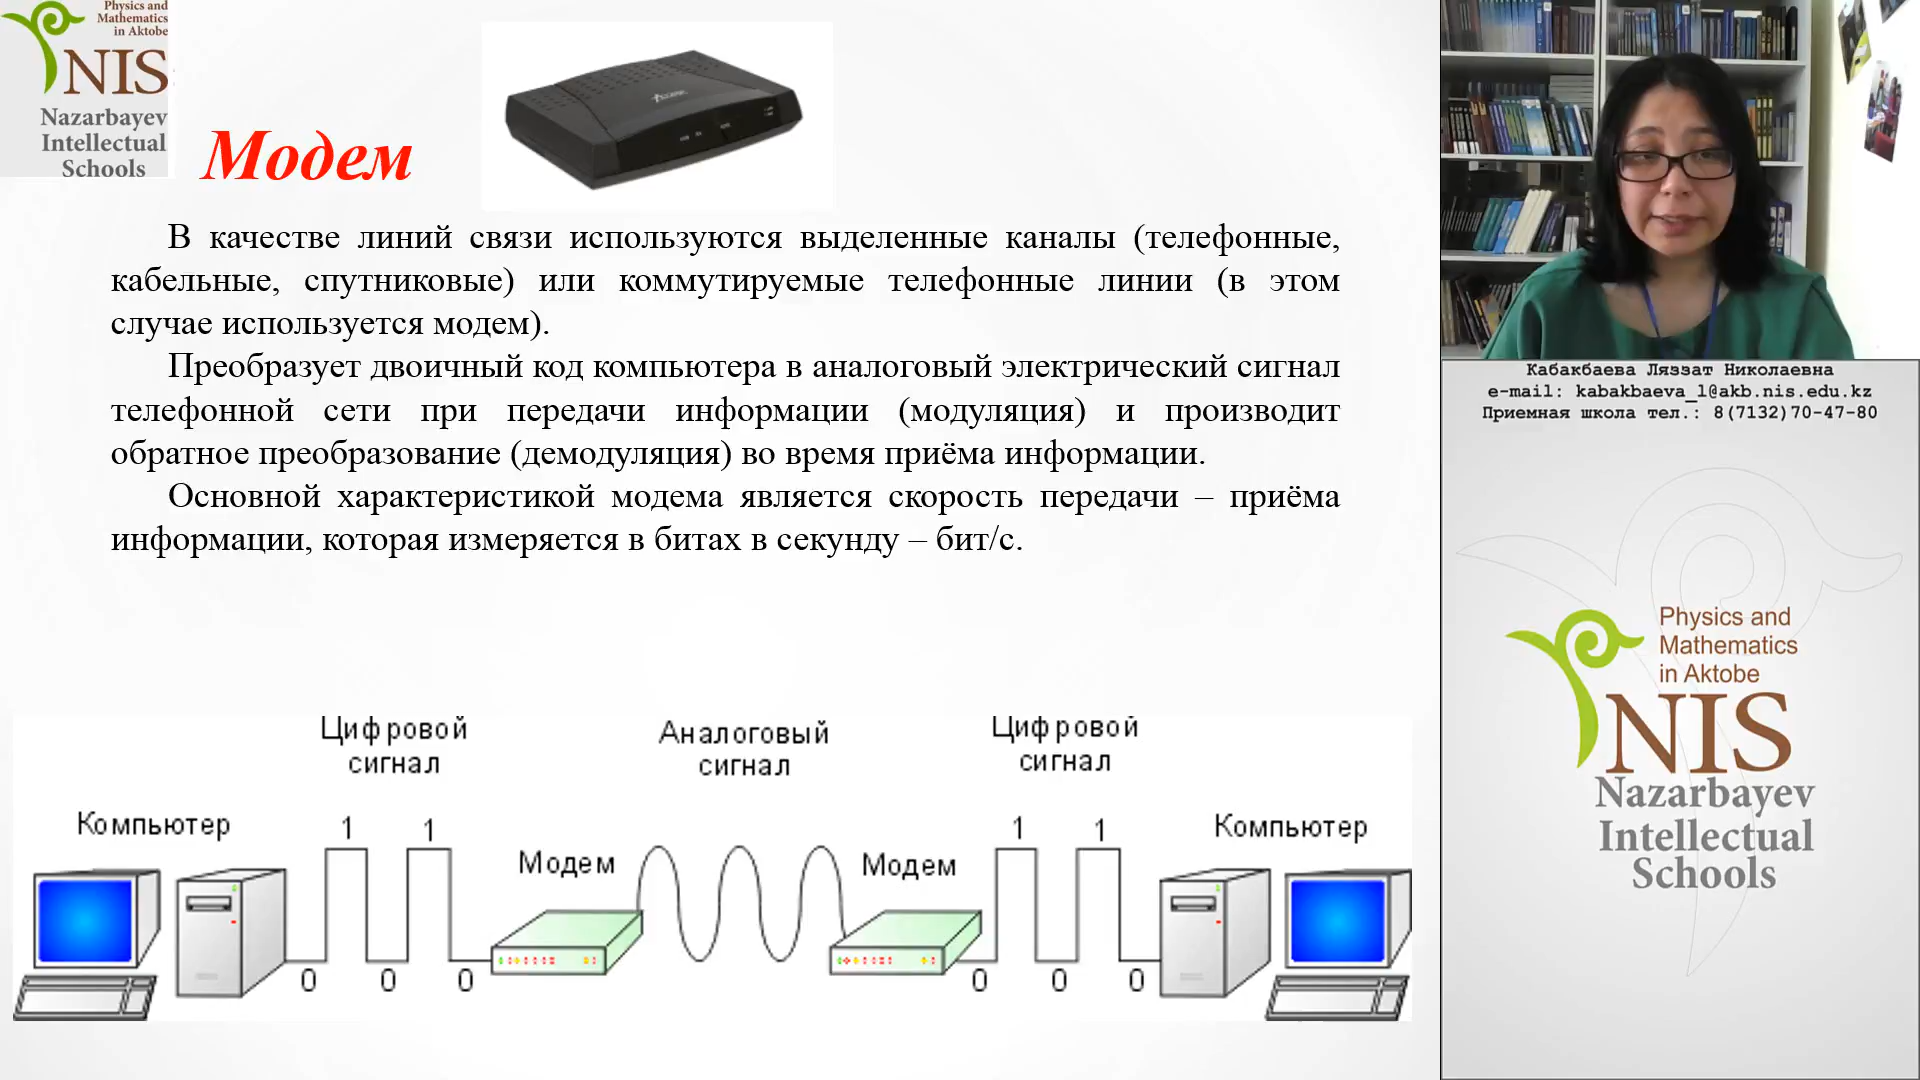 Physics and
Mathematics
in Aktobe
NIS
Nazarbayev
Intellectual
Schools
Модем
В качестве линий связи используются выделенные каналы (телефонные,
кабельные, спутниковые) или коммутируемые телефонные линии (в этом
случае используется модем).
Преобразует двоичный код компьютера в аналоговый электрический сигнал
телефонной сети при передачи информации (модуляция) и производит
обратное преобразование (демодуляция) во время приёма информации.
Основной характеристикой модема является скорость передачи – приёма
информации, которая измеряется в битах в секунду – бит/с.
Цифровой
сигнал
Аналоговый
сигнал
Цифровой
сигнал
Компьютер
1 1
Модем
Модем
1 1
Компьютер
0 0 0
0 0 0
Кабакбаева Ляззат Николаевна
e-mail: kabakbaeva_l@akb.nis.edu.kz
Приемная школа тел.: 8(7132)70-47-80
Physics and
Mathematics
in Aktobe
NIS
Nazarbayev
Intellectual
Schools